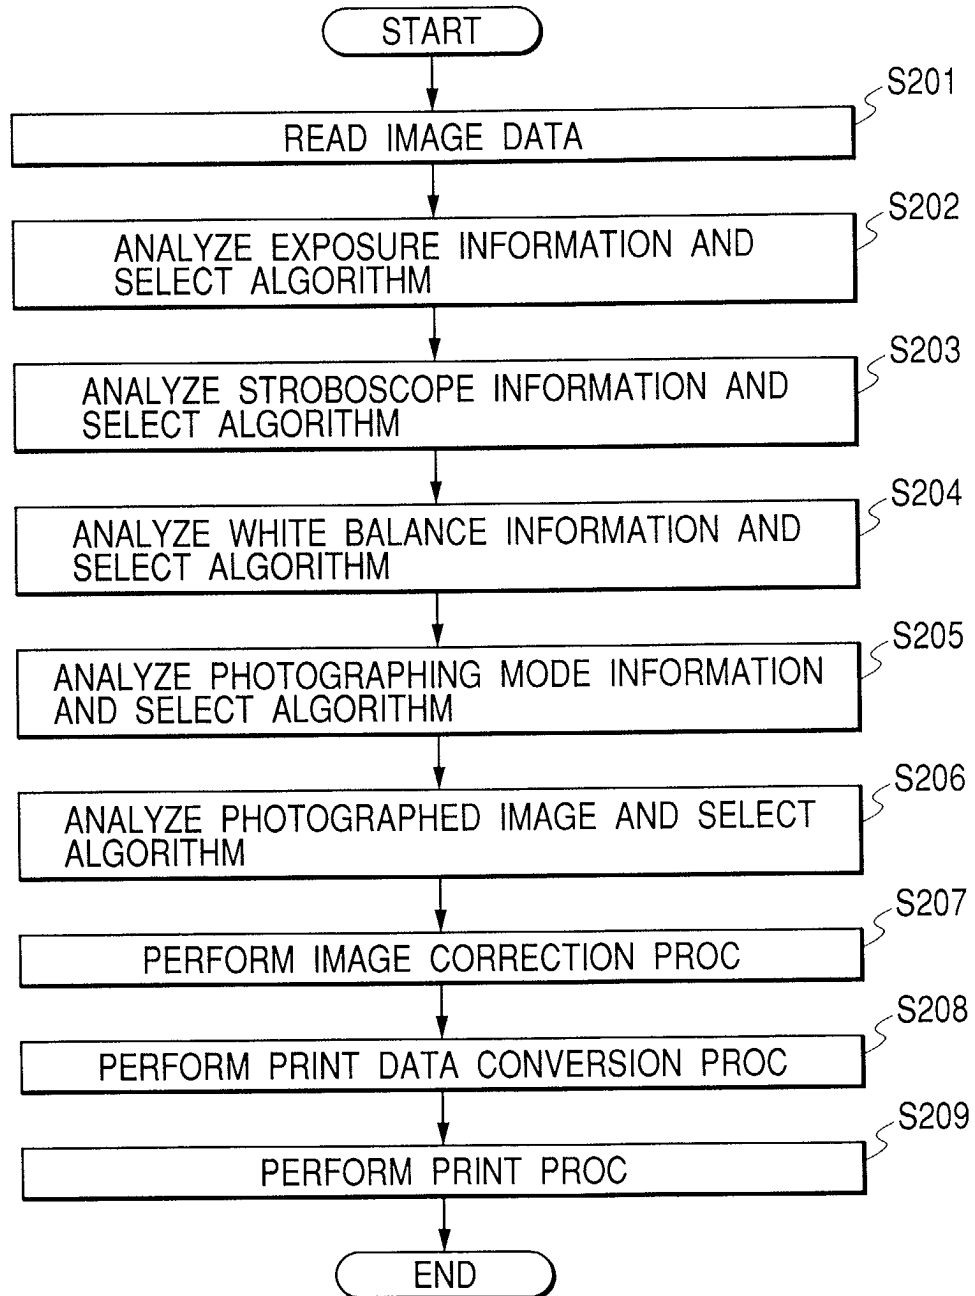 START
S201
READ IMAGE DATA
S202
ANALYZE EXPOSURE INFORMATION AND
SELECT ALGORITHM
S203
ANALYZE STROBOSCOPE INFORMATION AND
SELECT ALGORITHM
S204
ANALYZE WHITE BALANCE INFORMATION AND
SELECT ALGORITHM
S205
ANALYZE PHOTOGRAPHING MODE INFORMATION
AND SELECT ALGORITHM
S206
ANALYZE PHOTOGRAPHED IMAGE AND SELECT
ALGORITHM
S207
PERFORM IMAGE CORRECTION PROC
S208
PERFORM PRINT DATA CONVERSION PROC
S209
PERFORM PRINT PROC
END